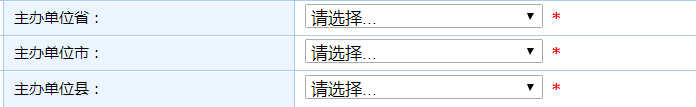 主办单位省： 请选择... ▼ *
主办单位市： 请选择... ▼ *
主办单位县： 请选择... ▼ *